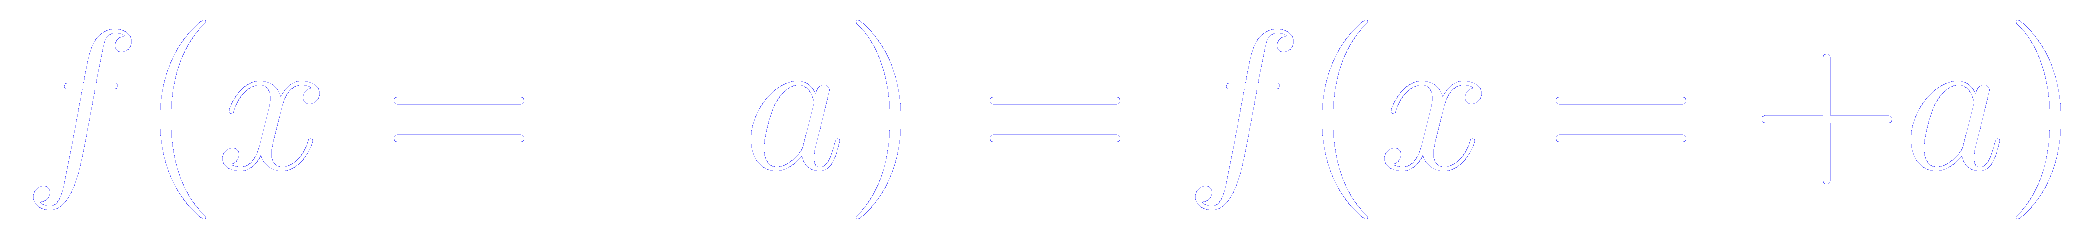 f(x = a) = f(x = +a)